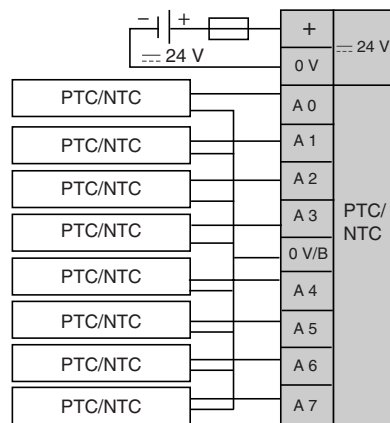 − +
⎓ 24 V
+
⎓ 24 V
0 V
PTC/NTC
A 0
PTC/NTC
A 1
PTC/NTC
A 2
PTC/NTC
A 3
PTC/
NTC
0 V/B
PTC/NTC
A 4
PTC/NTC
A 5
PTC/NTC
A 6
PTC/NTC
A 7